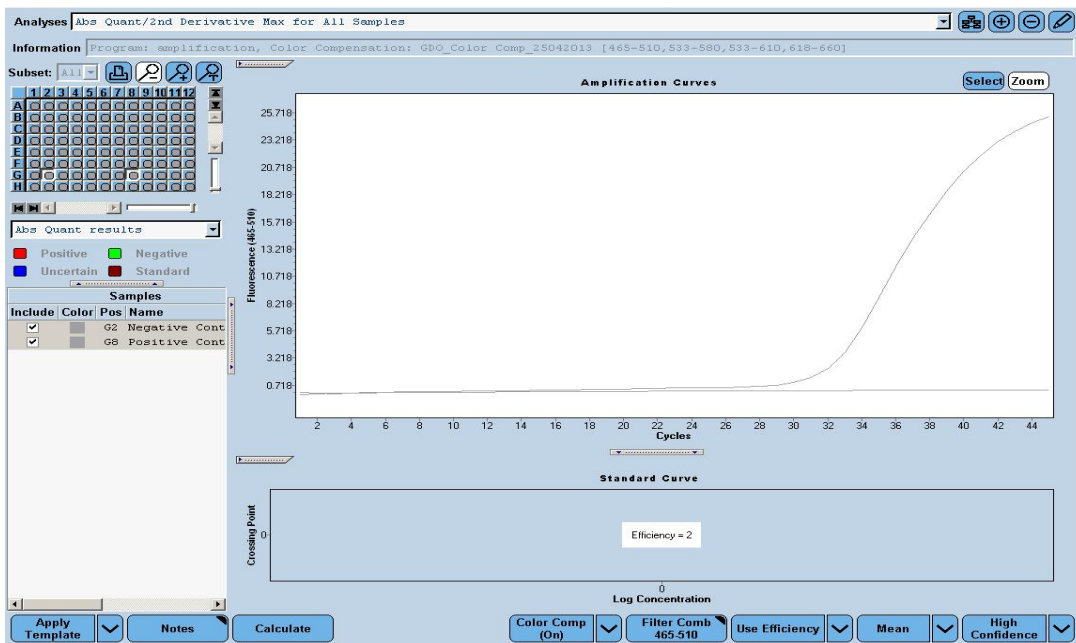 Analyses Abs Quant/2nd Derivative Max for All Samples
Information Program: amplification, Color Compensation: GDO_Color Comp_25042013 [465-510,533-580,533-610,618-660]
Subset: All
1 2 3 4 5 6 7 8 9 10 11 12
A
B
C
D
E
F
G
H
Abs Quant results
Positive Negative
Uncertain Standard
Samples
Include Color Pos Name
G2 Negative Cont
G8 Positive Cont
Amplification Curves
Select Zoom
Fluorescence (465-510)
25.718
23.218
20.718
18.218
15.718
13.218
10.718
8.218
5.718
3.218
0.718
2 4 6 8 10 12 14 16 18 20 22 24 26 28 30 32 34 36 38 40 42 44
Cycles
Standard Curve
Crossing Point
0
Efficiency = 2
0
Log Concentration
Apply Template
Notes
Calculate
Color Comp (On)
Filter Comb 465-510
Use Efficiency
Mean
High Confidence